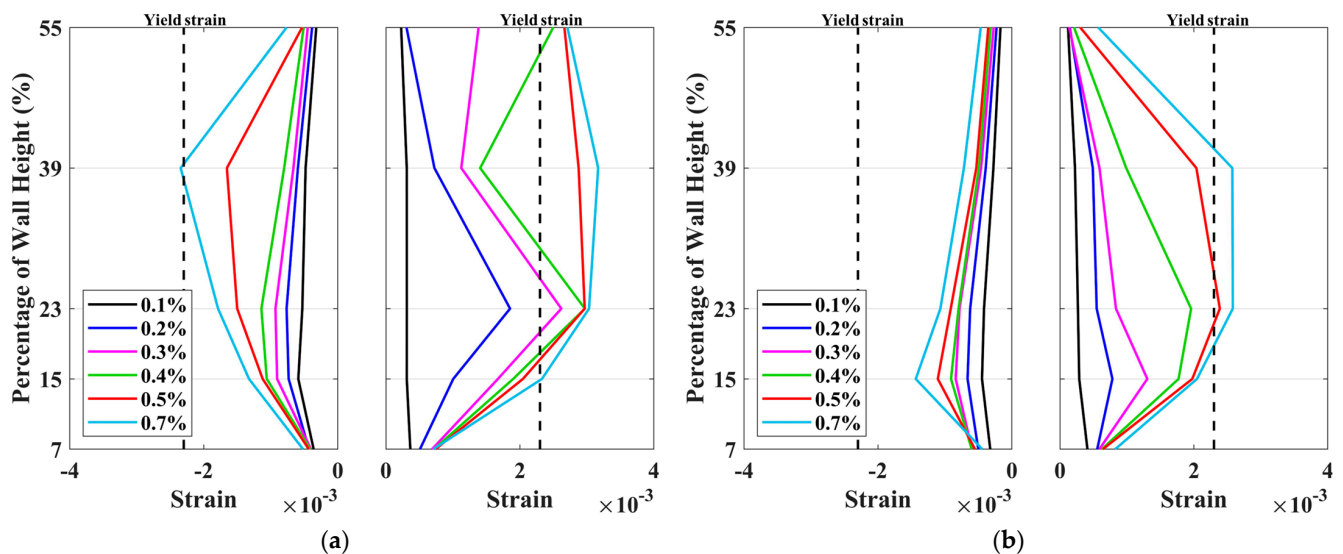 Yield strain
Yield strain
Yield strain
Yield strain
Percentage of Wall Height (%)
55
39
23
15
7
0.1%
0.2%
0.3%
0.4%
0.5%
0.7%
-4 -2 0
Strain ×10-3
0 2 4
Strain ×10-3
(a)
Percentage of Wall Height (%)
55
39
23
15
7
0.1%
0.2%
0.3%
0.4%
0.5%
0.7%
-4 -2 0
Strain ×10-3
0 2 4
Strain ×10-3
(b)